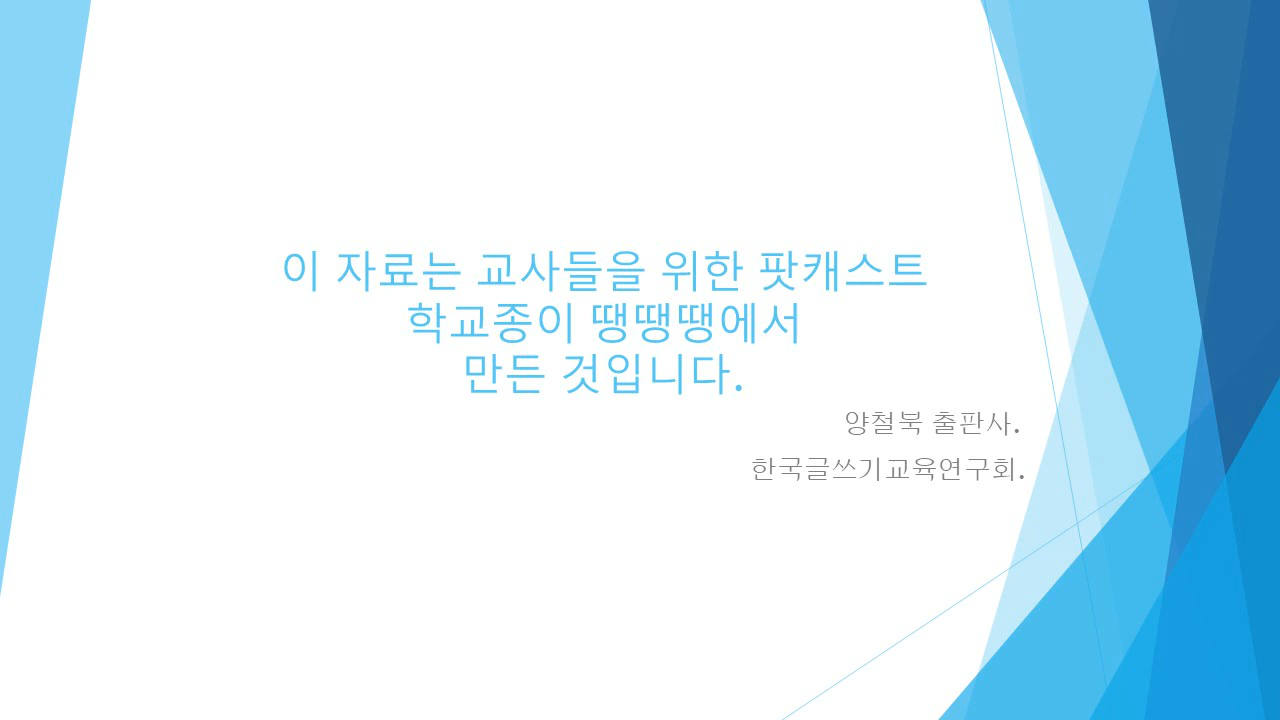 이 자료는 교사들을 위한 팟캐스트
학교종이 땡땡땡에서
만든 것입니다.
양철북 출판사.
한국글쓰기교육연구회.